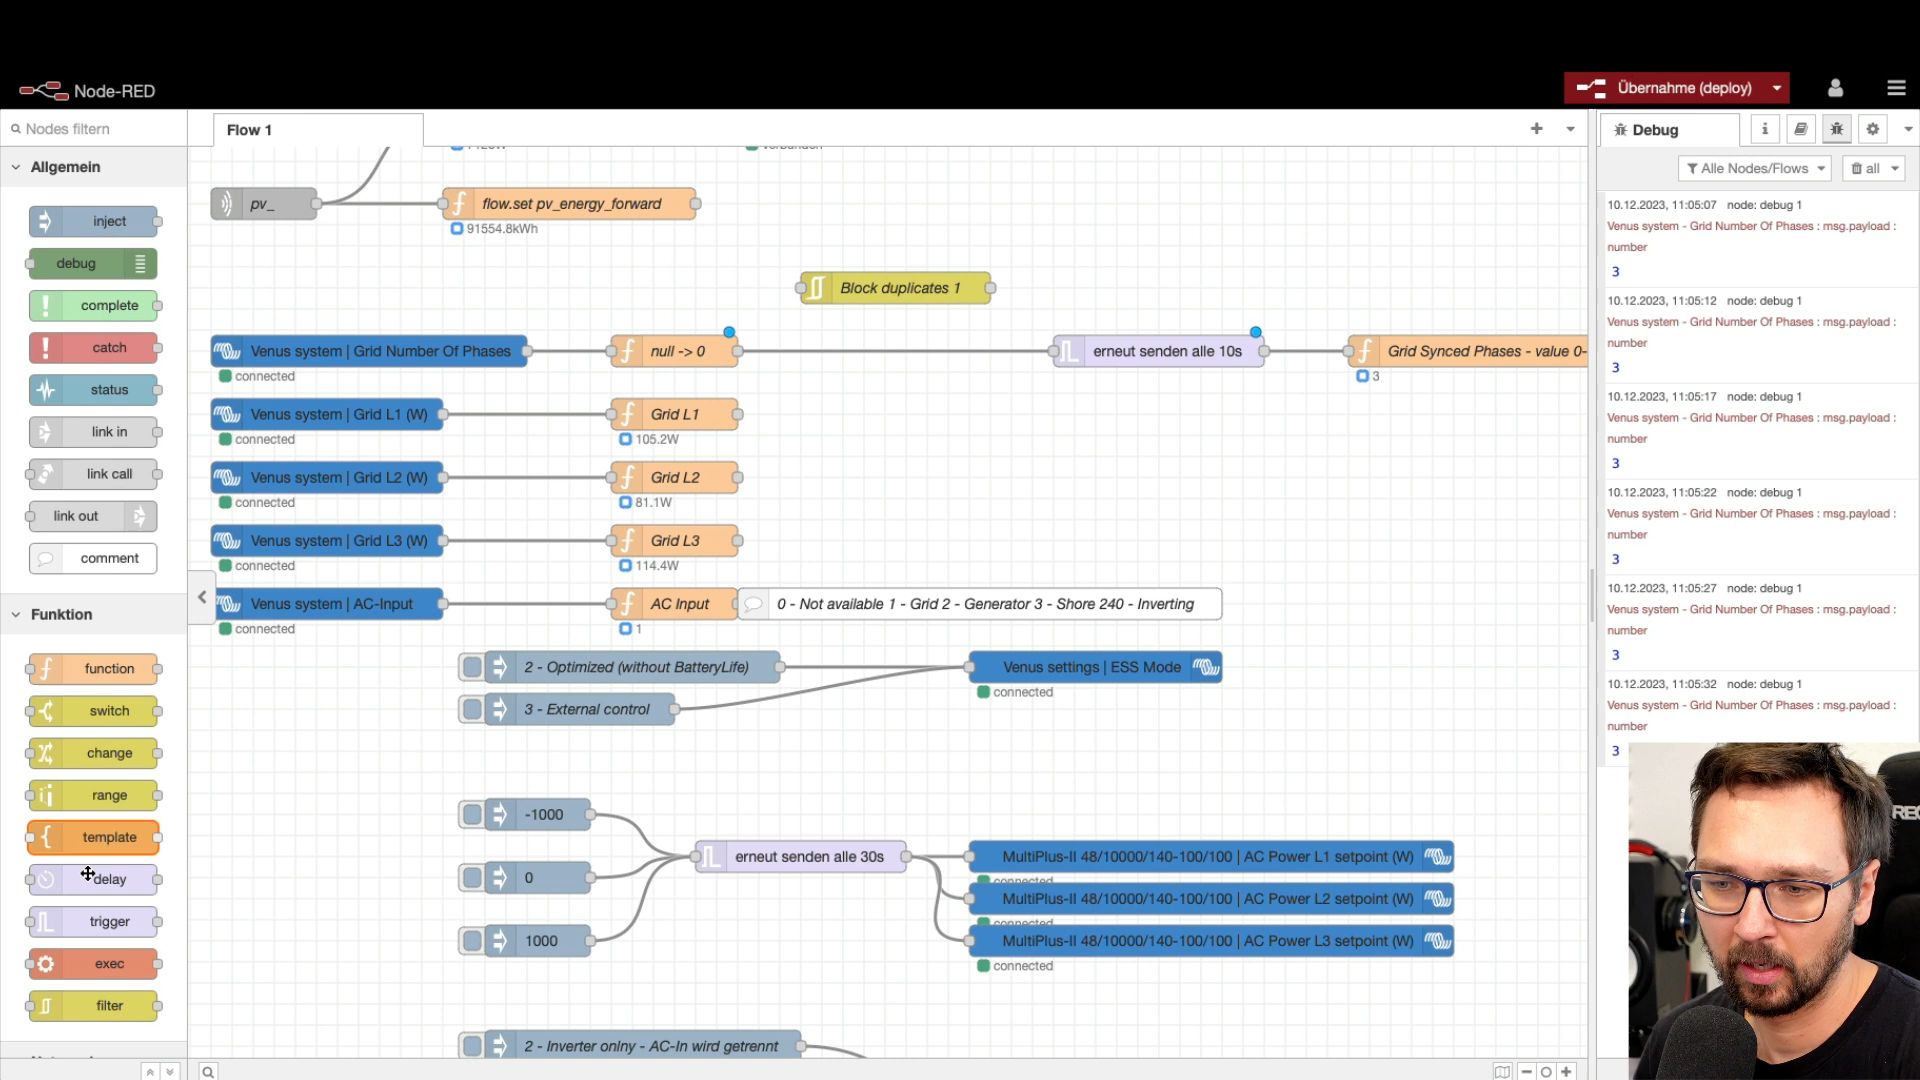 Node-RED
Übernahme (deploy)
Nodes filtern
Flow 1
Debug
Allgemein
inject
debug
complete
catch
status
link in
link call
link out
comment
Funktion
function
switch
change
range
template
delay
trigger
exec
filter
verbunden
pv_
flow.set pv_energy_forward
91554.8kWh
Block duplicates 1
Venus system | Grid Number Of Phases
connected
null -> 0
erneut senden alle 10s
Grid Synced Phases - value 0-
3
Venus system | Grid L1 (W)
connected
Grid L1
105.2W
Venus system | Grid L2 (W)
connected
Grid L2
81.1W
Venus system | Grid L3 (W)
connected
Grid L3
114.4W
Venus system | AC-Input
connected
AC Input
1
0 - Not available 1 - Grid 2 - Generator 3 - Shore 240 - Inverting
2 - Optimized (without BatteryLife)
3 - External control
Venus settings | ESS Mode
connected
-1000
0
1000
erneut senden alle 30s
MultiPlus-II 48/10000/140-100/100 | AC Power L1 setpoint (W)
connected
MultiPlus-II 48/10000/140-100/100 | AC Power L2 setpoint (W)
connected
MultiPlus-II 48/10000/140-100/100 | AC Power L3 setpoint (W)
connected
2 - Inverter onlny - AC-In wird getrennt
Alle Nodes/Flows
all
10.12.2023, 11:05:07 node: debug 1
Venus system - Grid Number Of Phases : msg.payload :
number
3
10.12.2023, 11:05:12 node: debug 1
Venus system - Grid Number Of Phases : msg.payload :
number
3
10.12.2023, 11:05:17 node: debug 1
Venus system - Grid Number Of Phases : msg.payload :
number
3
10.12.2023, 11:05:22 node: debug 1
Venus system - Grid Number Of Phases : msg.payload :
number
3
10.12.2023, 11:05:27 node: debug 1
Venus system - Grid Number Of Phases : msg.payload :
number
3
10.12.2023, 11:05:32 node: debug 1
Venus system - Grid Number Of Phases : msg.payload :
number
3